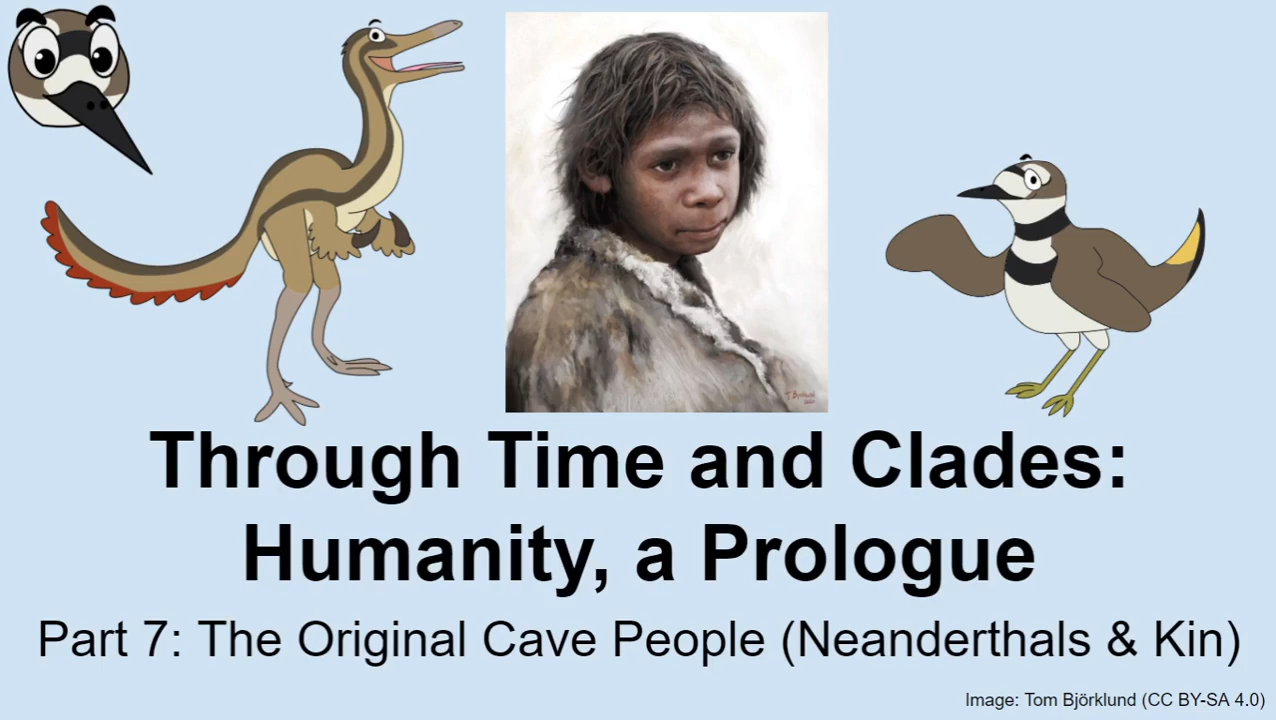 Through Time and Clades:
Humanity, a Prologue
Part 7: The Original Cave People (Neanderthals & Kin)
Image: Tom Björklund (CC BY-SA 4.0)